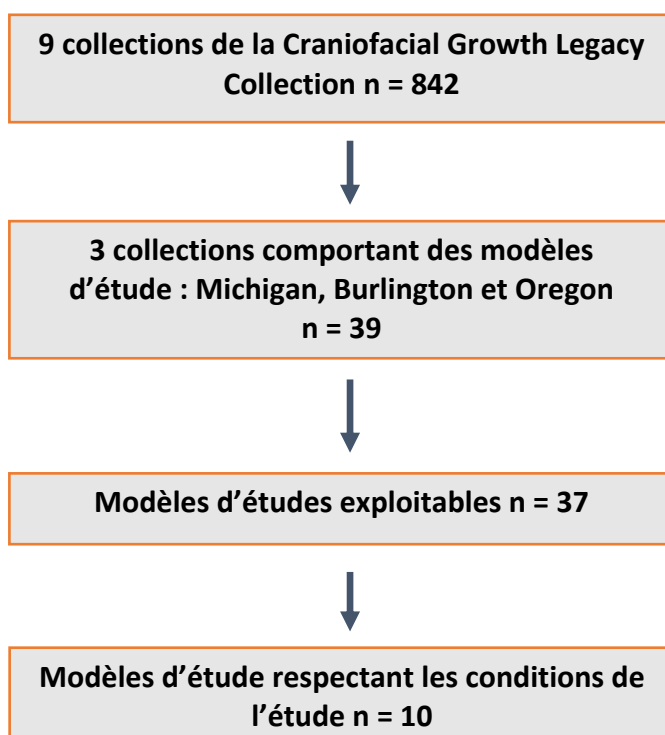 9 collections de la Craniofacial Growth Legacy
Collection n = 842
3 collections comportant des modèles
d’étude : Michigan, Burlington et Oregon
n = 39
Modèles d’études exploitables n = 37
Modèles d’étude respectant les conditions de
l’étude n = 10